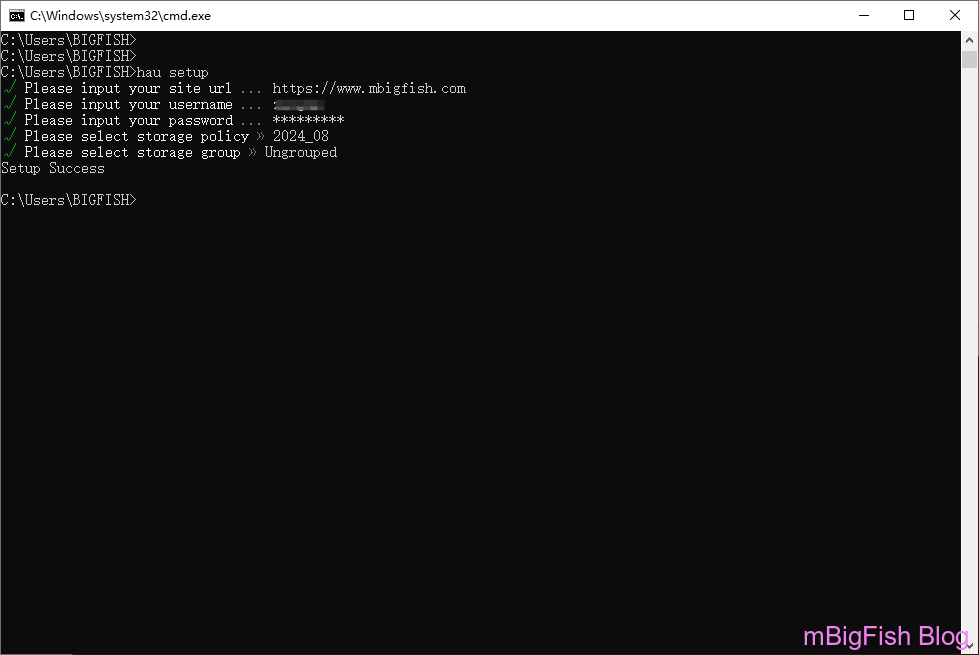 C:\Windows\system32\cmd.exe
C:\Users\BIGFISH>
C:\Users\BIGFISH>
C:\Users\BIGFISH>hau setup
√ Please input your site url ... https://www.mbigfish.com
√ Please input your username ...
√ Please input your password ... *********
√ Please select storage policy » 2024_08
√ Please select storage group » Ungrouped
Setup Success
C:\Users\BIGFISH>
mBigFish Blog